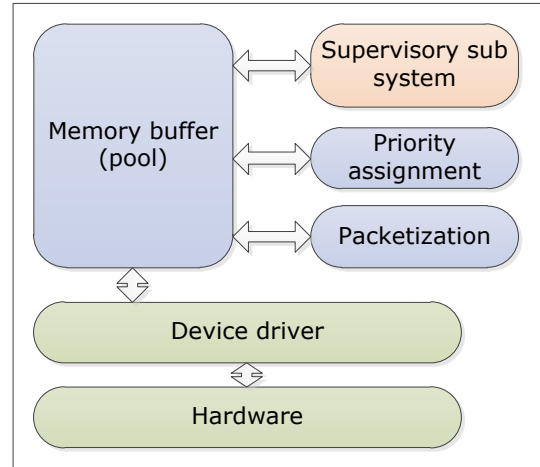 Memory buffer
(pool)
Supervisory sub
system
Priority
assignment
Packetization
Device driver
Hardware